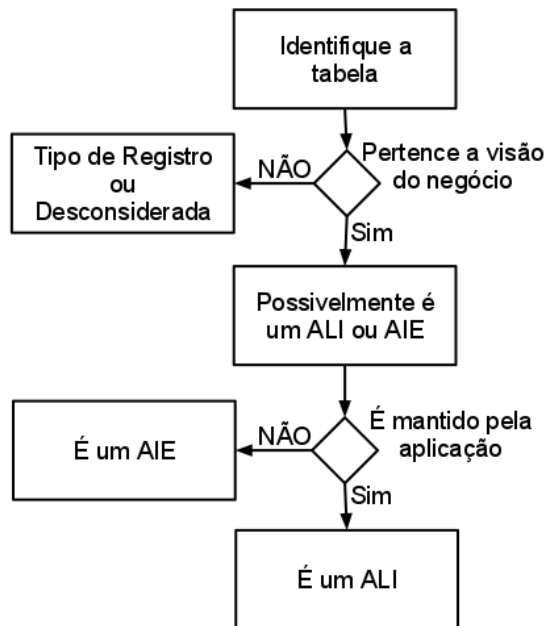 Identifique a
tabela
Pertence a visão
do negócio
NÃO
Tipo de Registro
ou
Desconsiderada
Sim
Possivelmente é
um ALI ou AIE
É mantido pela
aplicação
NÃO
É um AIE
Sim
É um ALI